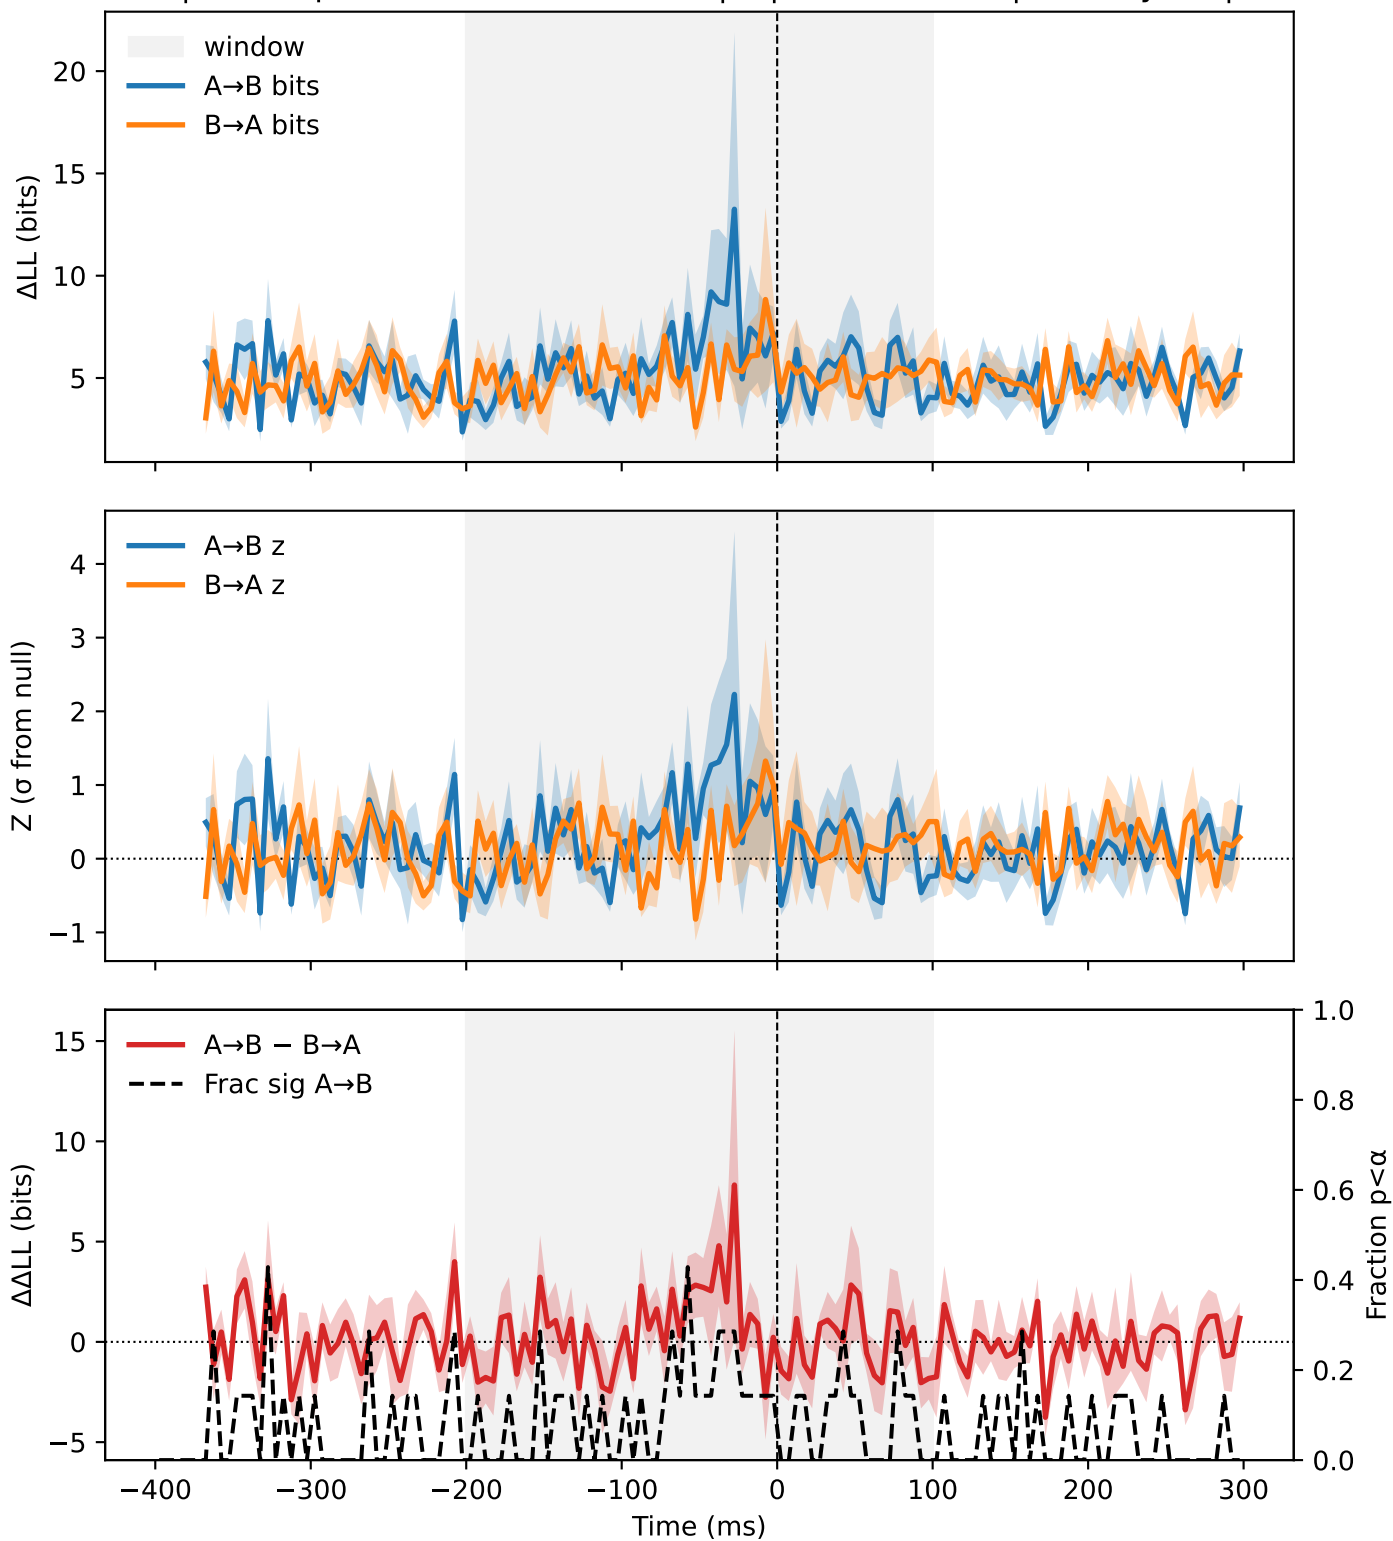 window
A→B bits
B→A bits
20
15
10
5
ΔLL (bits)
A→B z
B→A z
4
3
2
1
0
−1
Z (σ from null)
A→B − B→A
Frac sig A→B
15
10
5
0
−5
ΔΔLL (bits)
1.0
0.8
0.6
0.4
0.2
0.0
Fraction p<α
−400 −300 −200 −100 0 100 200 300
Time (ms)